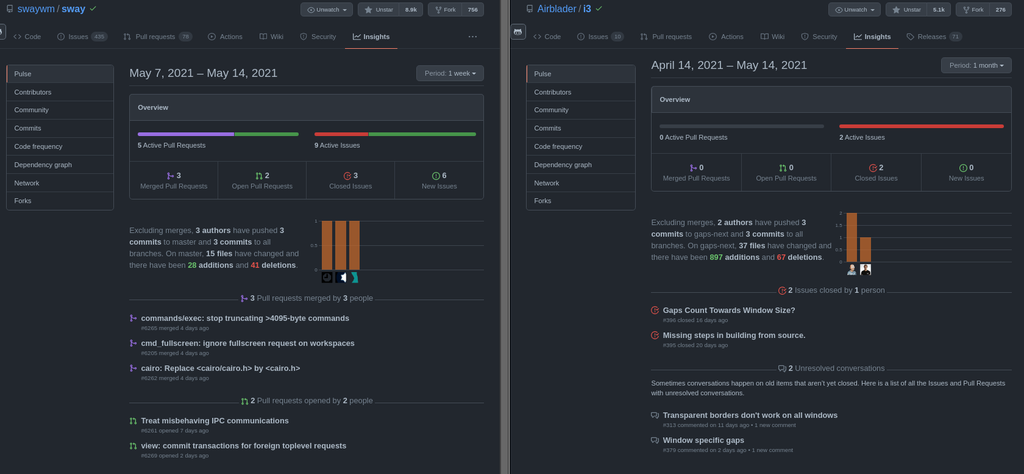 swaywm / sway
Unwatch
Unstar
8.9k
Fork
756
Code
Issues 435
Pull requests 79
Actions
Wiki
Security
Insights
...
Pulse
Contributors
Community
Commits
Code frequency
Dependency graph
Network
Forks
May 7, 2021 – May 14, 2021
Period: 1 week
Overview
5 Active Pull Requests
9 Active Issues
3
Merged Pull Requests
2
Open Pull Requests
3
Closed Issues
6
New Issues
Excluding merges, 3 authors have pushed 3
commits to master and 3 commits to all
branches. On master, 15 files have changed and
there have been 28 additions and 41 deletions.
1
0.5
0
3 Pull requests merged by 3 people
commands/exec: stop truncating >4095-byte commands
#6265 merged 4 days ago
cmd_fullscreen: ignore fullscreen request on workspaces
#6205 merged 4 days ago
cairo: Replace <cairo/cairo.h> by <cairo.h>
#6262 merged 4 days ago
2 Pull requests opened by 2 people
Treat misbehaving IPC communications
#6261 opened 7 days ago
view: commit transactions for foreign toplevel requests
#6269 opened 2 days ago
Airblader / i3
Unwatch
Unstar
5.1k
Fork
276
Code
Issues 10
Pull requests
Actions
Wiki
Security
Insights
Releases 71
Pulse
Contributors
Community
Commits
Code frequency
Dependency graph
Network
Forks
April 14, 2021 – May 14, 2021
Period: 1 month
Overview
0 Active Pull Requests
2 Active Issues
0
Merged Pull Requests
0
Open Pull Requests
2
Closed Issues
0
New Issues
Excluding merges, 2 authors have pushed 3
commits to gaps-next and 3 commits to all
branches. On gaps-next, 37 files have changed and
there have been 897 additions and 67 deletions.
2
1.5
1
0.5
0
2 Issues closed by 1 person
Gaps Count Towards Window Size?
#396 closed 16 days ago
Missing steps in building from source.
#395 closed 20 days ago
2 Unresolved conversations
Sometimes conversations happen on old items that aren't yet closed. Here is a list of all the Issues and Pull Requests
with unresolved conversations.
Transparent borders don't work on all windows
#313 commented on 11 days ago • 1 new comment
Window specific gaps
#379 commented on 2 days ago • 1 new comment